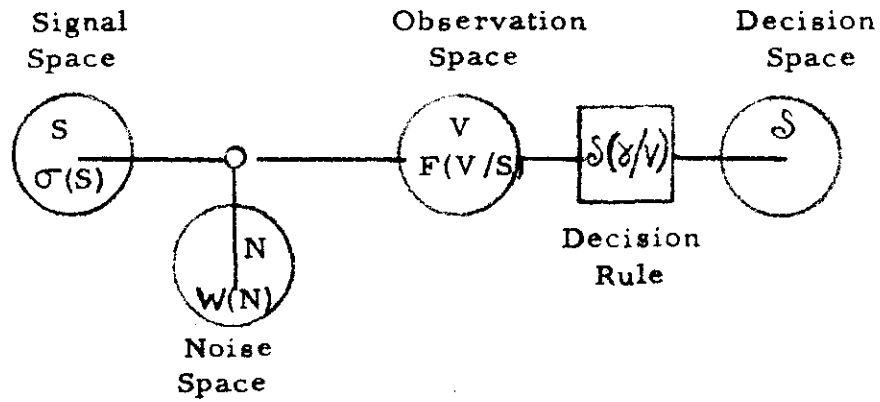 Signal
Space
Observation
Space
Decision
Space
S
σ(S)
V
F(V/S)
δ(γ/V)
δ
N
W(N)
Noise
Space
Decision
Rule